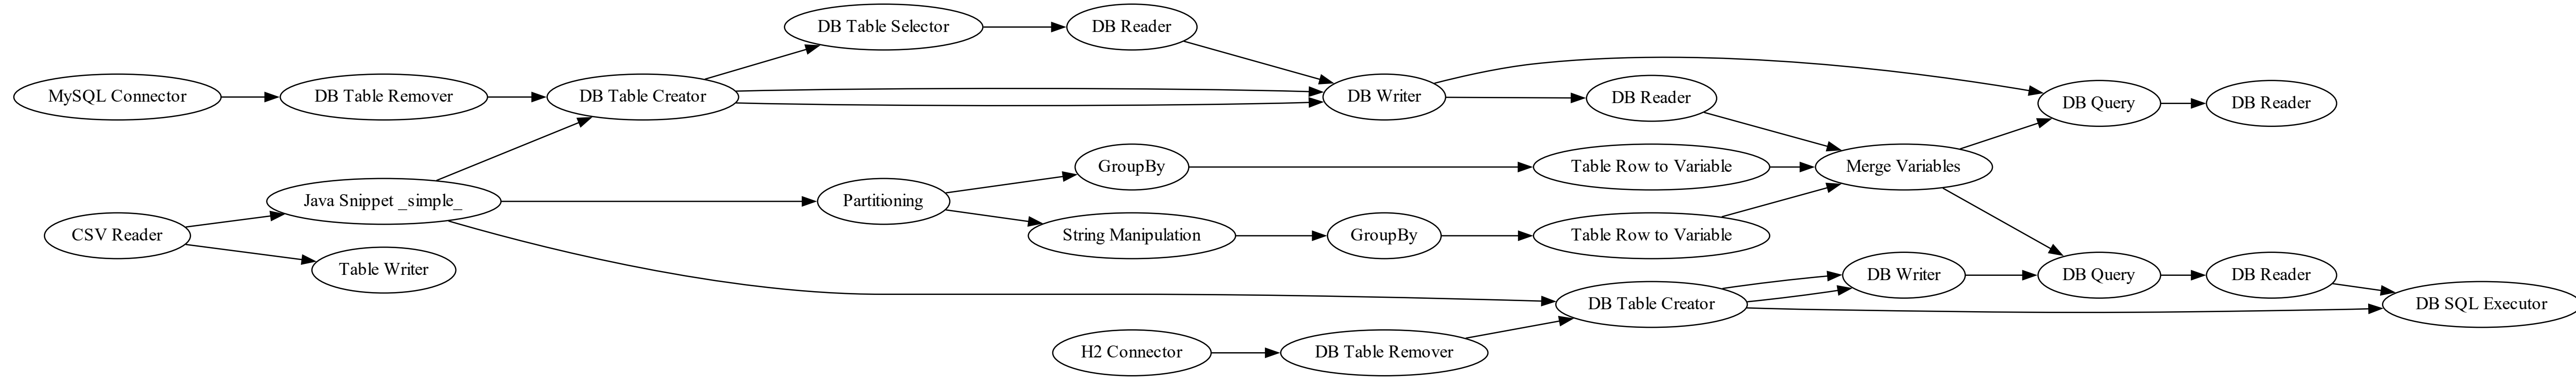 DB Table Selector
DB Reader
MySQL Connector
DB Table Remover
DB Table Creator
DB Writer
DB Reader
DB Query
DB Reader
GroupBy
Table Row to Variable
Merge Variables
Java Snippet _simple_
Partitioning
CSV Reader
String Manipulation
GroupBy
Table Row to Variable
Table Writer
DB Writer
DB Query
DB Reader
DB Table Creator
DB SQL Executor
H2 Connector
DB Table Remover